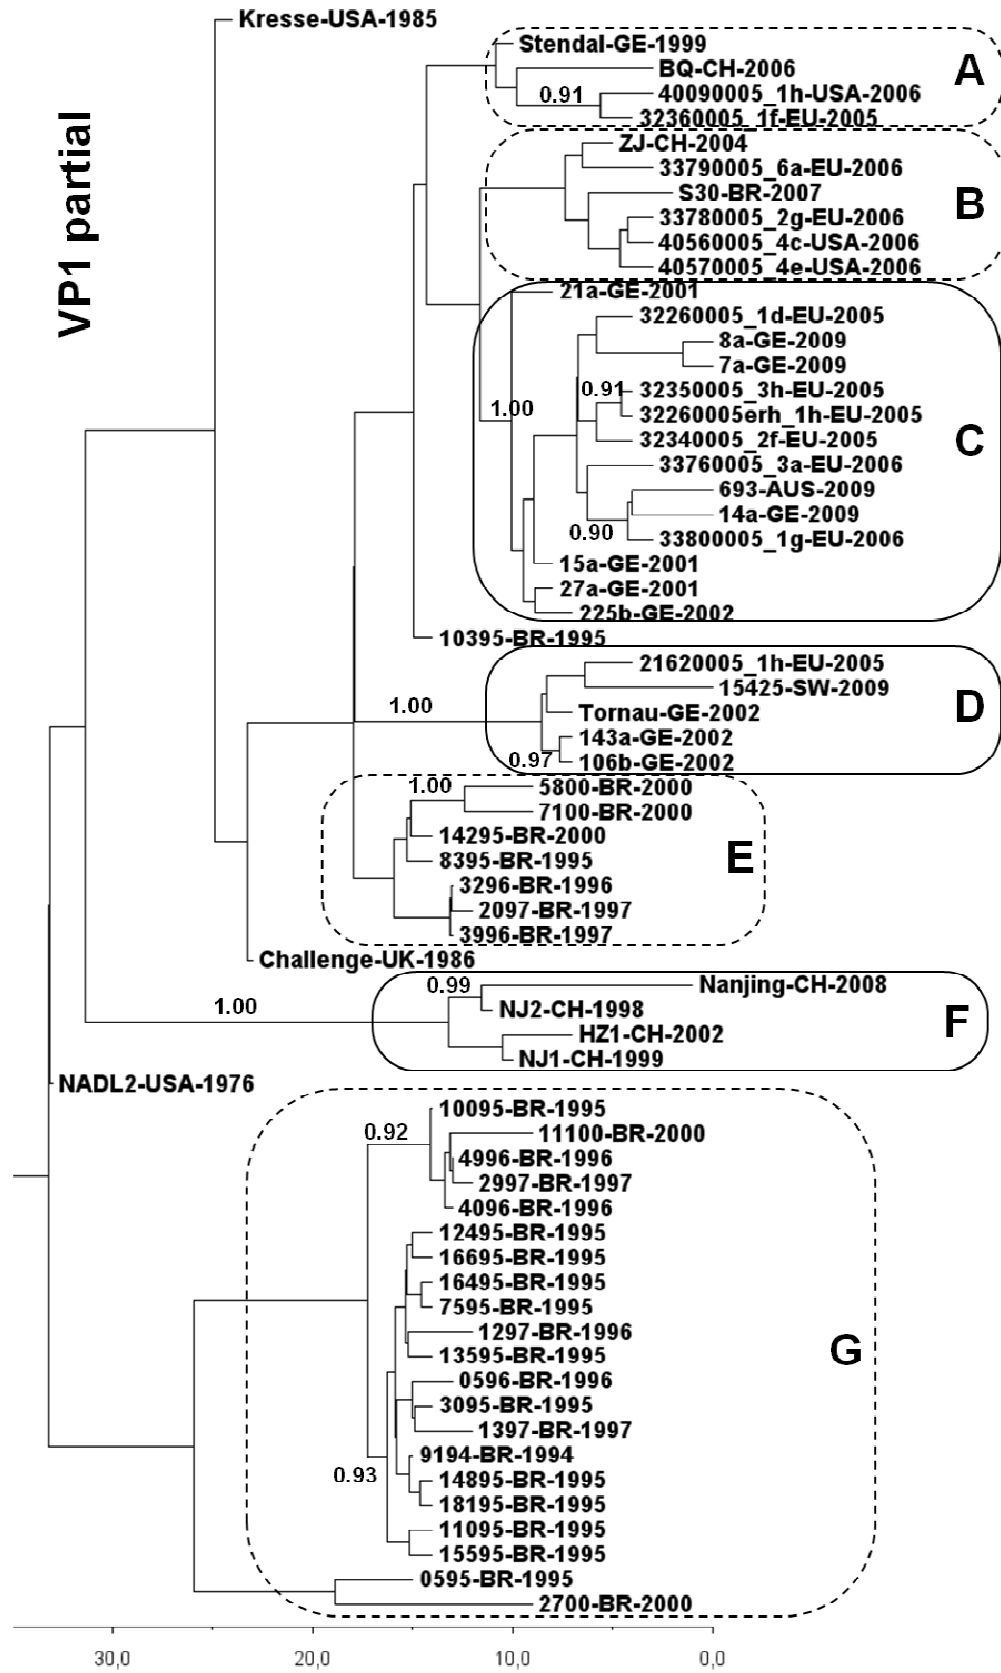 VP1 partial
Kresse-USA-1985
Stendal-GE-1999
BQ-CH-2006
A
0.91
40090005_1h-USA-2006
32360005_1f-EU-2005
ZJ-CH-2004
33790005_6a-EU-2006
S30-BR-2007
B
33780005_2g-EU-2006
40560005_4c-USA-2006
40570005_4e-USA-2006
21a-GE-2001
32260005_1d-EU-2005
8a-GE-2009
7a-GE-2009
0.91
32350005_3h-EU-2005
1.00
32260005erh_1h-EU-2005
32340005_2f-EU-2005
C
33760005_3a-EU-2006
693-AUS-2009
14a-GE-2009
0.90
33800005_1g-EU-2006
15a-GE-2001
27a-GE-2001
225b-GE-2002
10395-BR-1995
21620005_1h-EU-2005
15425-SW-2009
1.00
D
Tornau-GE-2002
143a-GE-2002
0.97
106b-GE-2002
1.00
5800-BR-2000
7100-BR-2000
14295-BR-2000
8395-BR-1995
E
3296-BR-1996
2097-BR-1997
3996-BR-1997
Challenge-UK-1986
0.99
Nanjing-CH-2008
1.00
NJ2-CH-1998
F
HZ1-CH-2002
NJ1-CH-1999
NADL2-USA-1976
10095-BR-1995
0.92
11100-BR-2000
4996-BR-1996
2997-BR-1997
4096-BR-1996
12495-BR-1995
16695-BR-1995
16495-BR-1995
7595-BR-1995
1297-BR-1996
G
13595-BR-1995
0596-BR-1996
3095-BR-1995
1397-BR-1997
9194-BR-1994
0.93
14895-BR-1995
18195-BR-1995
11095-BR-1995
15595-BR-1995
0595-BR-1995
2700-BR-2000
30,0 20,0 10,0 0,0